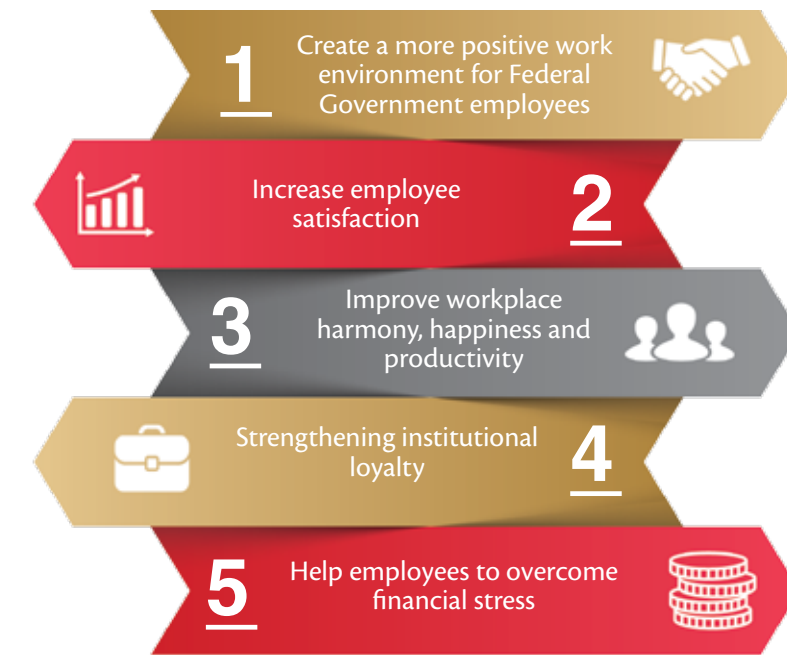 1
Create a more positive work
environment for Federal
Government employees
Increase employee
satisfaction
2
3
Improve workplace
harmony, happiness and
productivity
Strengthening institutional
loyalty
4
5
Help employees to overcome
financial stress